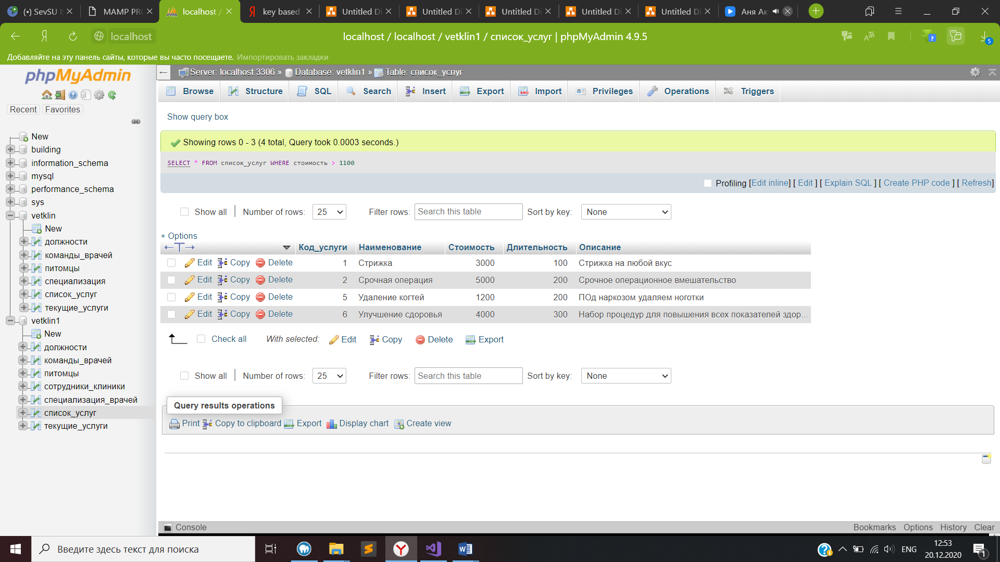 (•) SevSU IS
MAMP PRO
localhost /
key based
Untitled Di
Untitled Di
Untitled Di
Untitled Di
Untitled Di
Аня Ак
localhost
localhost / localhost / vetklin1 / список_услуг | phpMyAdmin 4.9.5
5
Добавляйте на эту панель сайты, которые вы часто посещаете. Импортировать закладки
phpMyAdmin
Recent Favorites
New
building
information_schema
mysql
performance_schema
sys
vetklin
New
должности
команды_врачей
питомцы
специализация
список_услуг
текущие_услуги
vetklin1
New
должности
команды_врачей
питомцы
сотрудники_клиники
специализация_врачей
список_услуг
текущие_услуги
Server: localhost:3306 » Database: vetklin1 » Table: список_услуг
Browse Structure SQL Search Insert Export Import Privileges Operations Triggers
Show query box
Showing rows 0 - 3 (4 total, Query took 0.0003 seconds.)
SELECT * FROM список_услуг WHERE стоимость > 1100
Profiling [Edit inline] [ Edit ] [ Explain SQL ] [ Create PHP code ] [ Refresh]
Show all | Number of rows: 25 Filter rows: Search this table Sort by key: None
+ Options
←T→ Код_услуги Наименование Стоимость Длительность Описание
Edit Copy Delete 1 Стрижка 3000 100 Стрижка на любой вкус
Edit Copy Delete 2 Срочная операция 5000 200 Срочное операционное вмешательство
Edit Copy Delete 5 Удаление когтей 1200 200 ПОд наркозом удаляем ноготки
Edit Copy Delete 6 Улучшение здоровья 4000 300 Набор процедур для повышения всех показателей здор...
Check all With selected: Edit Copy Delete Export
Show all | Number of rows: 25 Filter rows: Search this table Sort by key: None
Query results operations
Print Copy to clipboard Export Display chart Create view
Console Bookmarks Options History Clear
Введите здесь текст для поиска
ENG
12:53
20.12.2020
1